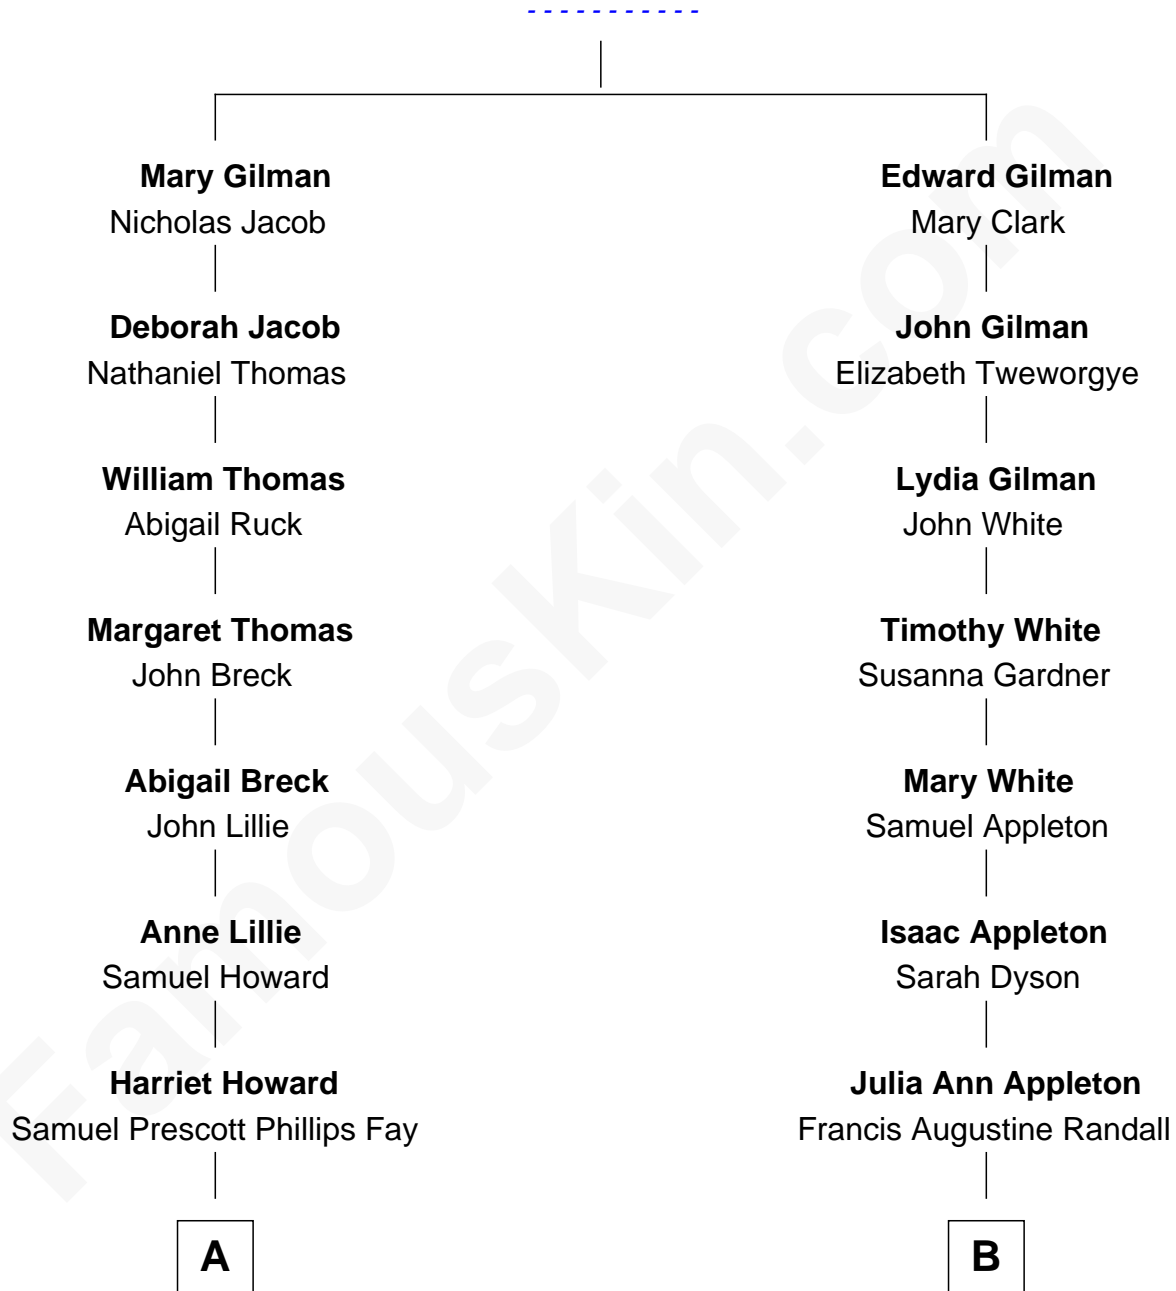 - - - - - - - - - - -
Mary Gilman
Nicholas Jacob
Edward Gilman
Mary Clark
Deborah Jacob
Nathaniel Thomas
John Gilman
Elizabeth Tweworgye
William Thomas
Abigail Ruck
Lydia Gilman
John White
Margaret Thomas
John Breck
Timothy White
Susanna Gardner
Abigail Breck
John Lillie
Mary White
Samuel Appleton
Anne Lillie
Samuel Howard
Isaac Appleton
Sarah Dyson
Harriet Howard
Samuel Prescott Phillips Fay
Julia Ann Appleton
Francis Augustine Randall
A
B
FamousKin.com